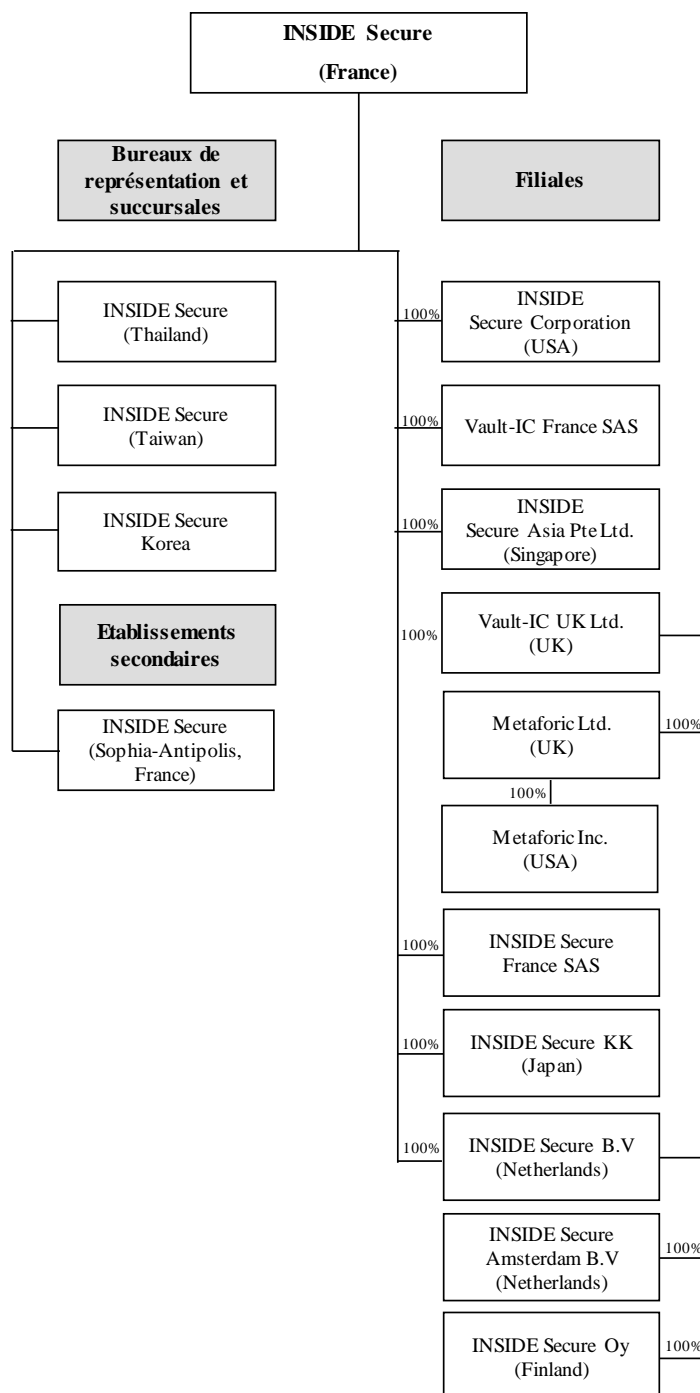 INSIDE Secure
(France)
Bureaux de
représentation et
succursales
Filiales
INSIDE Secure
(Thailand)
100%
INSIDE
Secure Corporation
(USA)
INSIDE Secure
(Taiwan)
100%
Vault-IC France SAS
INSIDE Secure
Korea
100%
INSIDE
Secure Asia Pte Ltd.
(Singapore)
Etablissements
secondaires
100%
Vault-IC UK Ltd.
(UK)
INSIDE Secure
(Sophia-Antipolis,
France)
Metaforic Ltd.
(UK)
100%
100%
Metaforic Inc.
(USA)
100%
INSIDE Secure
France SAS
100%
INSIDE Secure KK
(Japan)
100%
INSIDE Secure B.V
(Netherlands)
INSIDE Secure
Amsterdam B.V
(Netherlands)
100%
INSIDE Secure Oy
(Finland)
100%